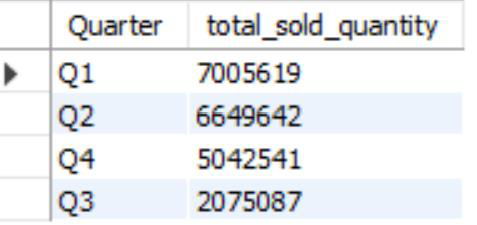 Quarter total_sold_quantity
Q1 7005619
Q2 6649642
Q4 5042541
Q3 2075087